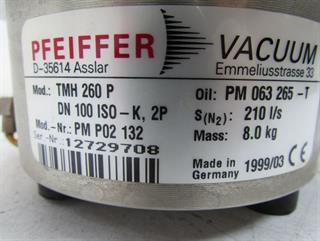 PFEIFFER VACUUM
D-35614 Asslar Emmeliusstrasse 33
Mod.: TMH 260 P Oil: PM 063 265 -T
DN 100 ISO-K, 2P S(N2): 210 l/s
Mod.-Nr.: PM P02 132 Mass: 8.0 kg
Ser.-Nr.: 12729708 Made in Germany 1999/03 CE